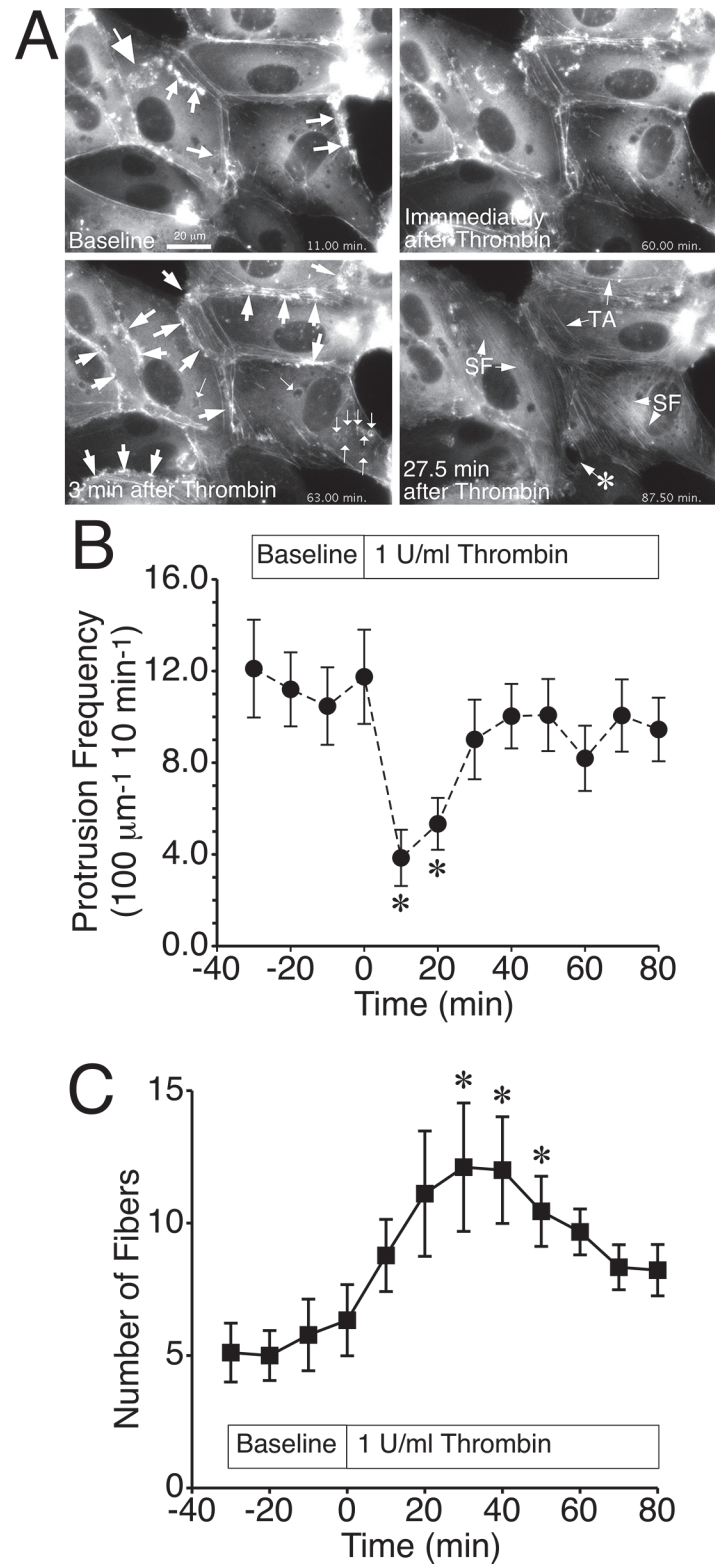 A
Baseline
20 µm
11.00 min.
Immmediately
after Thrombin
60.00 min.
3 min after Thrombin
63.00 min.
TA
SF
SF
*
27.5 min
after Thrombin
87.50 min.
B
Baseline
1 U/ml Thrombin
Protrusion Frequency
(100 µm-1 10 min-1)
16.0
12.0
8.0
4.0
0.0
*
*
-40 -20 0 20 40 60 80
Time (min)
C
Number of Fibers
15
10
5
0
*
*
*
Baseline
1 U/ml Thrombin
-40 -20 0 20 40 60 80
Time (min)